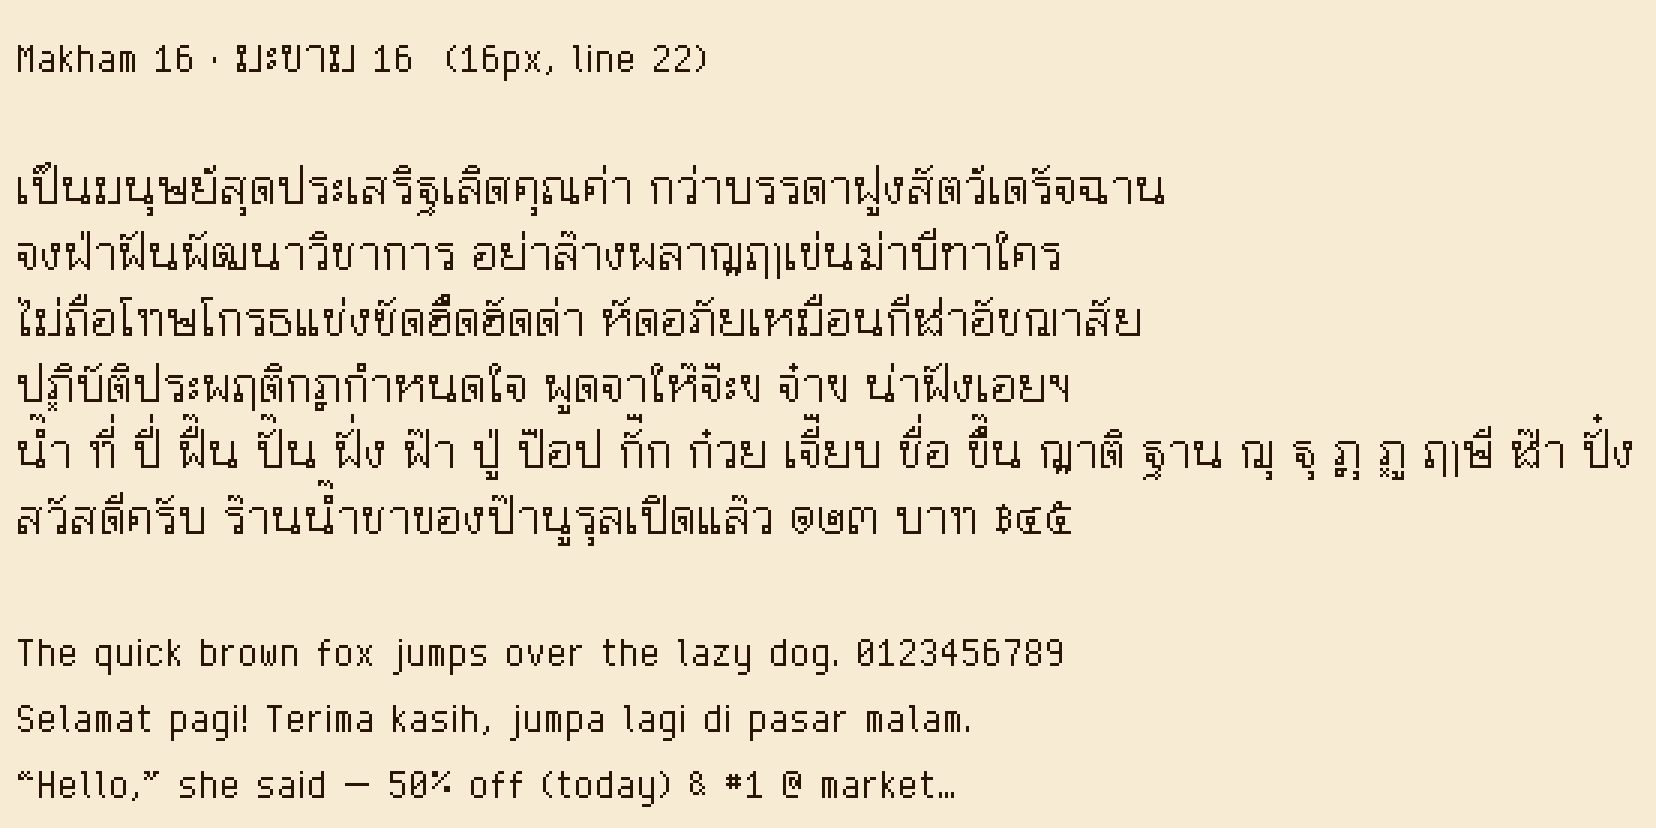 Makham 16 · มะขาม 16 (16px, line 22)
เป็นมนุษย์สุดประเสริฐเลิศคุณค่า กว่าบรรดาฝูงสัตว์เดรัจฉาน
จงฝ่าฟันพัฒนาวิชาการ อย่าล้างผลาญฤๅเข่นฆ่าบีฑาใคร
ไม่ถือโทษโกรธแช่งซัดฮึดฮัดด่า หัดอภัยเหมือนกีฬาอัชฌาสัย
ปฏิบัติประพฤติกฎกำหนดใจ พูดจาให้จ๊ะๆ จ๋าๆ น่าฟังเอยฯ
น้ำ ที่ ปี่ ฟื้น ปั้น ฝั่ง ฟ้า ปู่ ป๊อป กั๊ก ก๋วย เจี๊ยบ ชื่อ ขึ้น ญาติ ฐาน ญุ ฐุ ฎุ ฏู ฤๅษี ฬ้า ปั๋ง
สวัสดีครับ ร้านน้ำชาของป้านูรุลเปิดแล้ว ๑๒๓ บาท ฿๔๕
The quick brown fox jumps over the lazy dog. 0123456789
Selamat pagi! Terima kasih, jumpa lagi di pasar malam.
“Hello,” she said — 50% off (today) & #1 @ market…